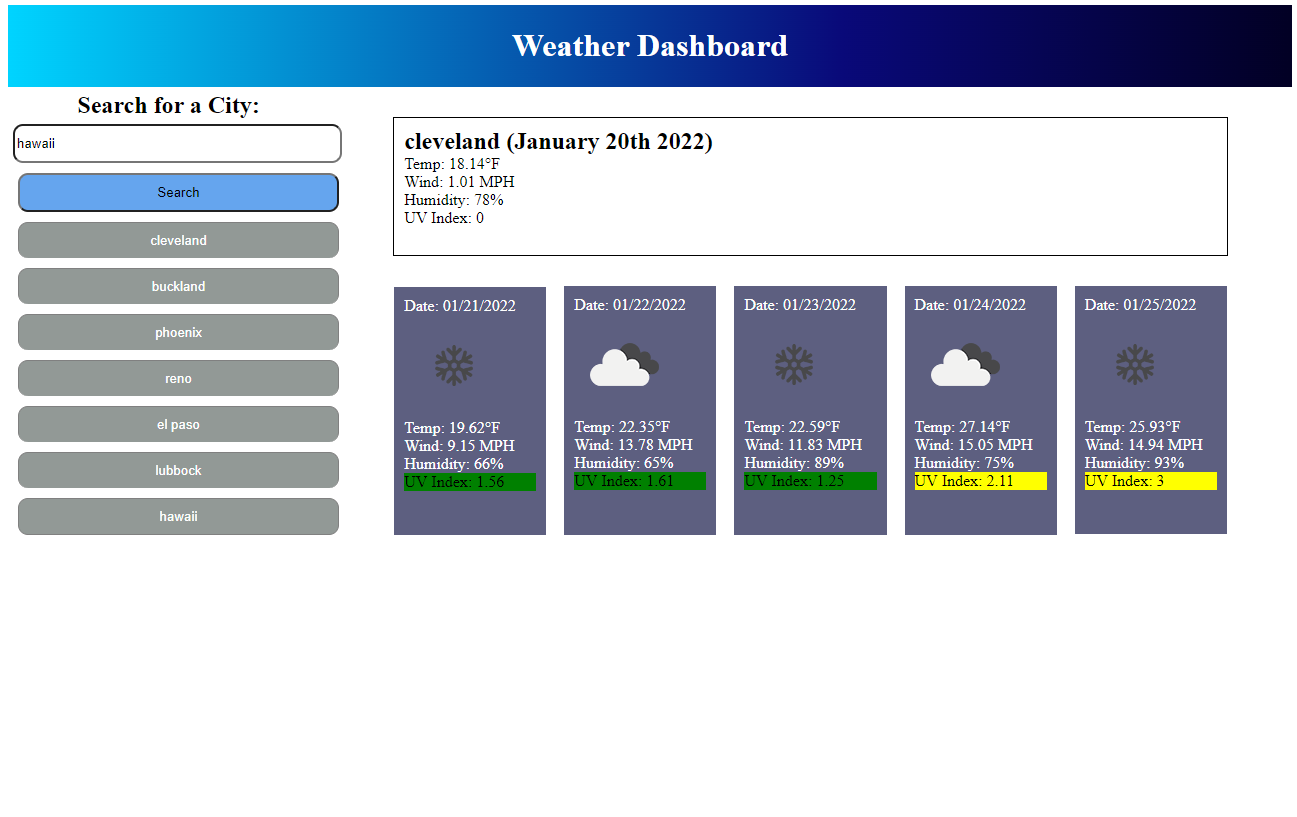 Weather Dashboard
Search for a City:
hawaii
Search
cleveland
buckland
phoenix
reno
el paso
lubbock
hawaii
cleveland (January 20th 2022)
Temp: 18.14°F
Wind: 1.01 MPH
Humidity: 78%
UV Index: 0
Date: 01/21/2022
Temp: 19.62°F
Wind: 9.15 MPH
Humidity: 66%
UV Index: 1.56
Date: 01/22/2022
Temp: 22.35°F
Wind: 13.78 MPH
Humidity: 65%
UV Index: 1.61
Date: 01/23/2022
Temp: 22.59°F
Wind: 11.83 MPH
Humidity: 89%
UV Index: 1.25
Date: 01/24/2022
Temp: 27.14°F
Wind: 15.05 MPH
Humidity: 75%
UV Index: 2.11
Date: 01/25/2022
Temp: 25.93°F
Wind: 14.94 MPH
Humidity: 93%
UV Index: 3